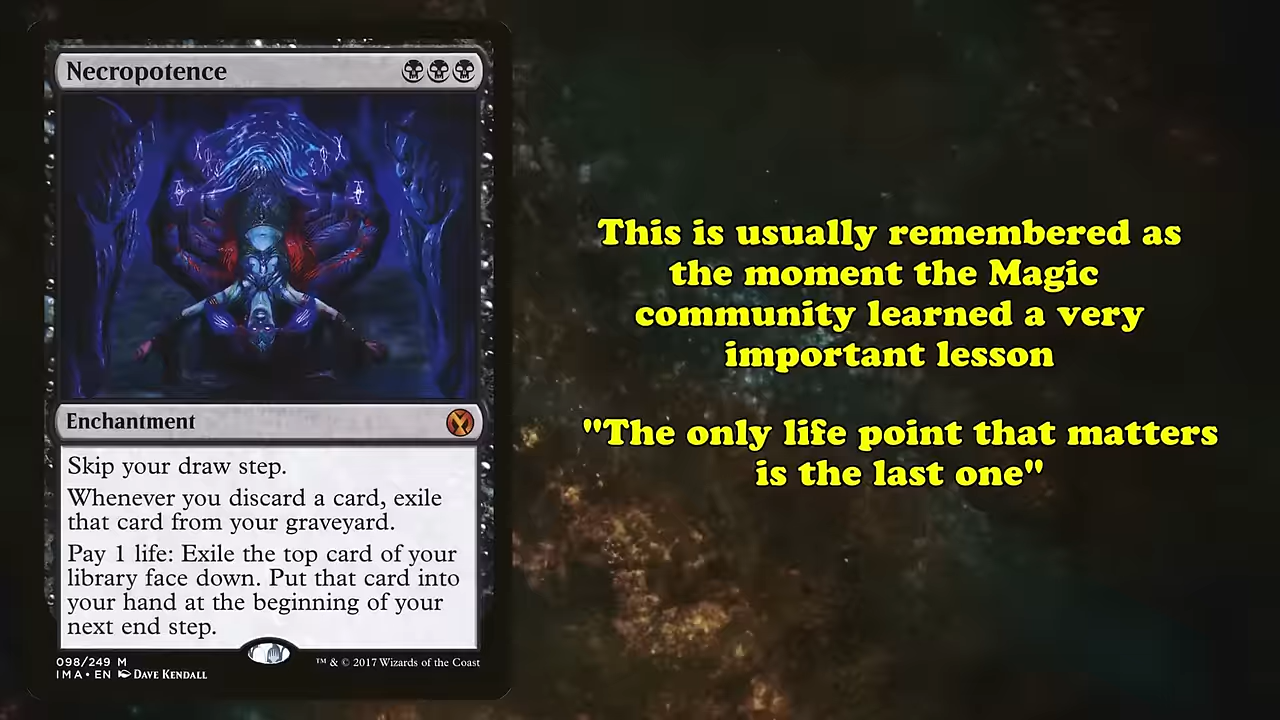 Necropotence
Enchantment
Skip your draw step.
Whenever you discard a card, exile
that card from your graveyard.
Pay 1 life: Exile the top card of your
library face down. Put that card into
your hand at the beginning of your
next end step.
098/249 M
IMA • EN DAVE KENDALL
™ & © 2017 Wizards of the Coast
This is usually remembered as
the moment the Magic
community learned a very
important lesson
"The only life point that matters
is the last one"